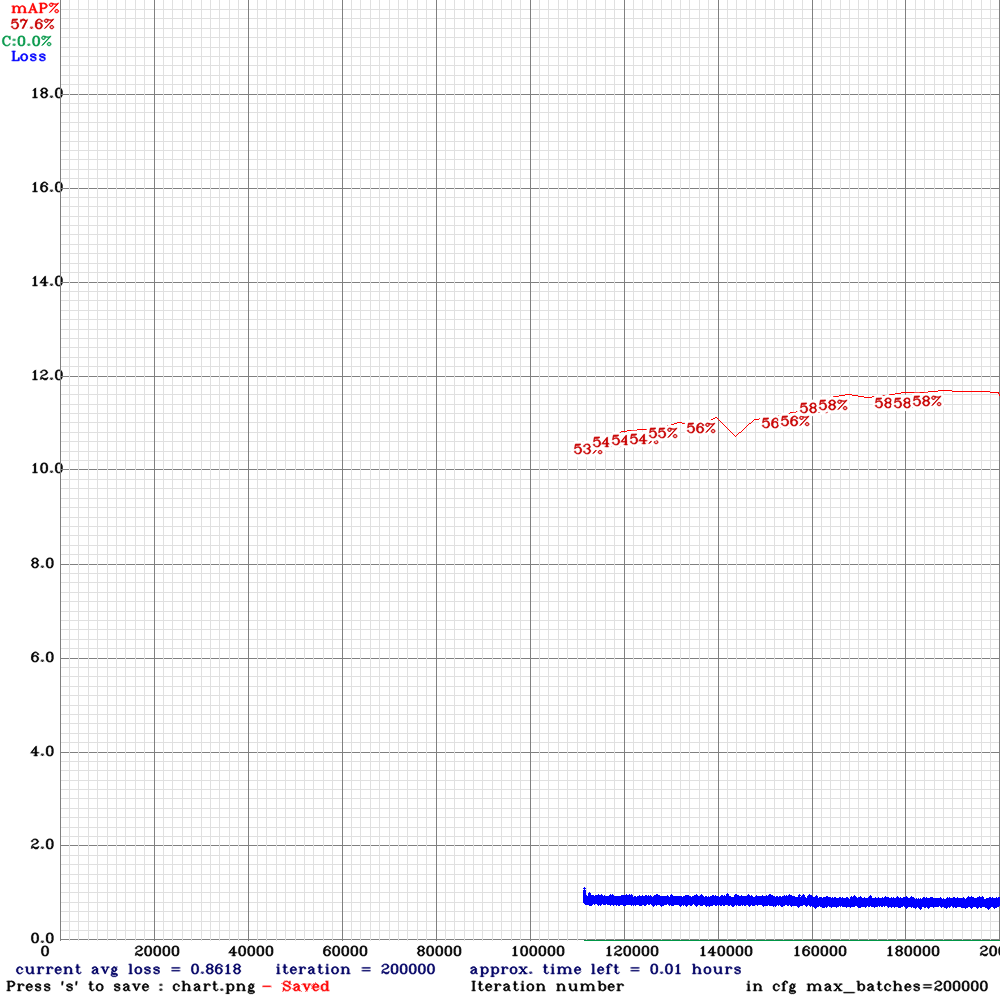 mAP%
57.6%
C:0.0%
Loss
18.0
16.0
14.0
12.0
58 58% 58 58 58%
56% 56 56%
53% 54 54 54% 55%
10.0
8.0
6.0
4.0
2.0
0.0
0 20000 40000 60000 80000 100000 120000 140000 160000 180000 200
current avg loss = 0.8618 iteration = 200000 approx. time left = 0.01 hours
Press 's' to save : chart.png - Saved Iteration number in cfg max_batches=200000